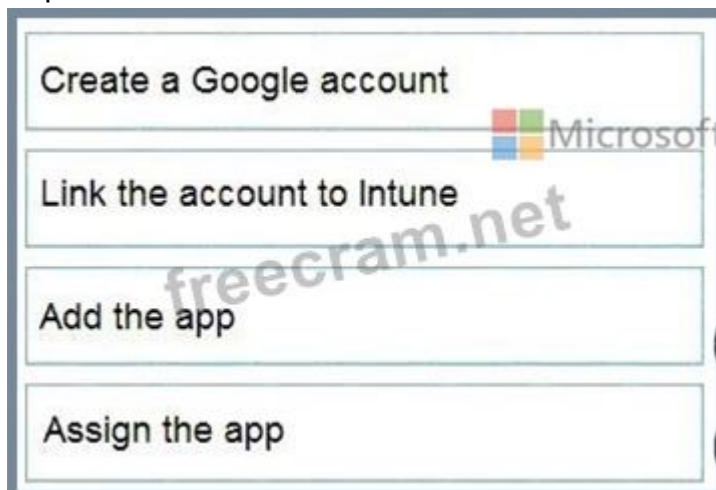 Create a Google account
Microsoft
Link the account to Intune
freecram.net
Add the app
Assign the app